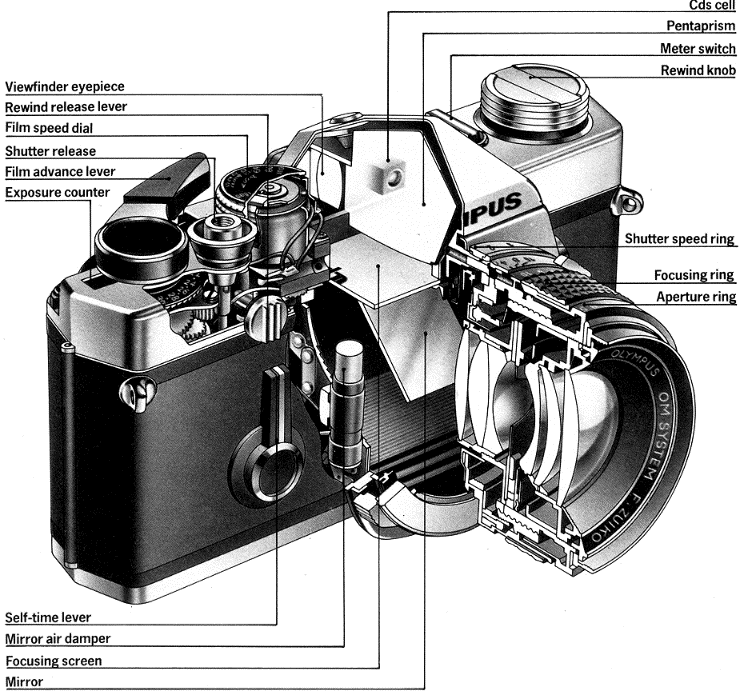 Cds cell
Pentaprism
Meter switch
Rewind knob
Viewfinder eyepiece
Rewind release lever
Film speed dial
Shutter release
Film advance lever
Exposure counter
MPUS
Shutter speed ring
Focusing ring
Aperture ring
OLYMPUS OM SYSTEM F. ZUIKO
Self-time lever
Mirror air damper
Focusing screen
Mirror